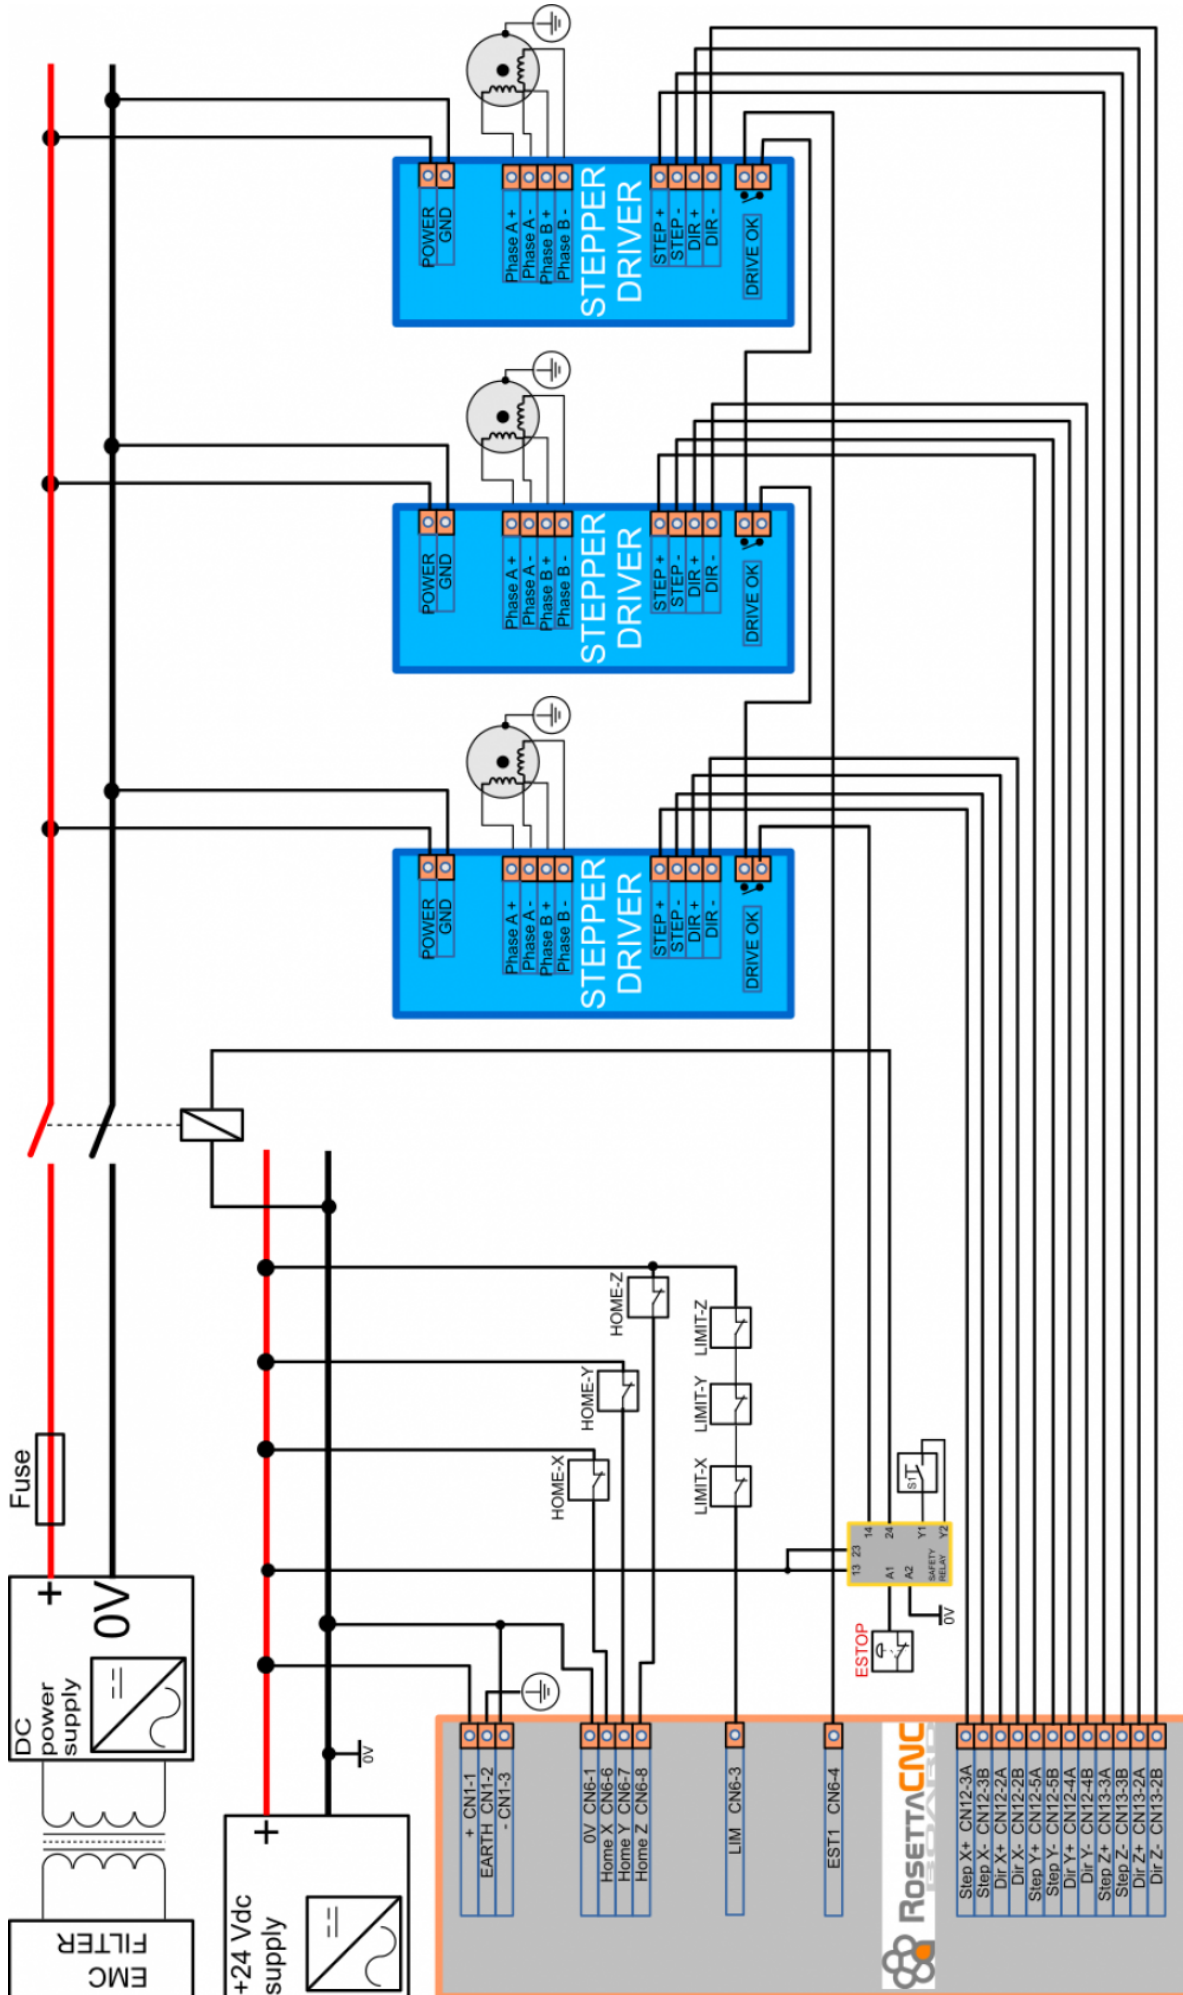 POWER
GND
Phase A +
Phase A -
Phase B +
Phase B -
STEPPER
DRIVER
STEP +
STEP -
DIR +
DIR -
DRIVE OK
POWER
GND
Phase A +
Phase A -
Phase B +
Phase B -
STEPPER
DRIVER
STEP +
STEP -
DIR +
DIR -
DRIVE OK
POWER
GND
Phase A +
Phase A -
Phase B +
Phase B -
STEPPER
DRIVER
STEP +
STEP -
DIR +
DIR -
DRIVE OK
Fuse
HOME-X
HOME-Y
HOME-Z
LIMIT-X
LIMIT-Y
LIMIT-Z
S1
13
23
14
24
A1
A2
Y1
Y2
SAFETY
RELAY
0V
ESTOP
DC
power
supply
+
0V
EMC
FILTER
+24 Vdc
supply
+
0V
+ CN1-1
EARTH CN1-2
- CN1-3
0V CN6-1
Home X CN6-6
Home Y CN6-7
Home Z CN6-8
LIM CN6-3
EST1 CN6-4
ROSETTACNC
BOARD
Step X+ CN12-3A
Step X- CN12-3B
Dir X+ CN12-2A
Dir X- CN12-2B
Step Y+ CN12-5A
Step Y- CN12-5B
Dir Y+ CN12-4A
Dir Y- CN12-4B
Step Z+ CN13-3A
Step Z- CN13-3B
Dir Z+ CN13-2A
Dir Z- CN13-2B